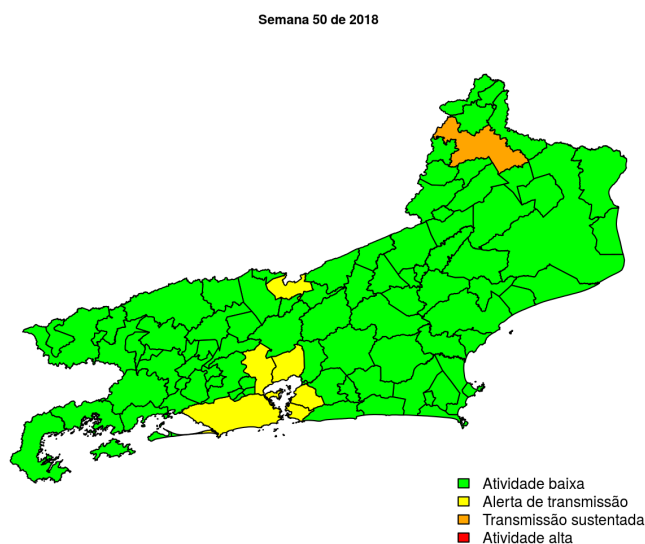 Semana 50 de 2018
Atividade baixa
Alerta de transmissão
Transmissão sustentada
Atividade alta